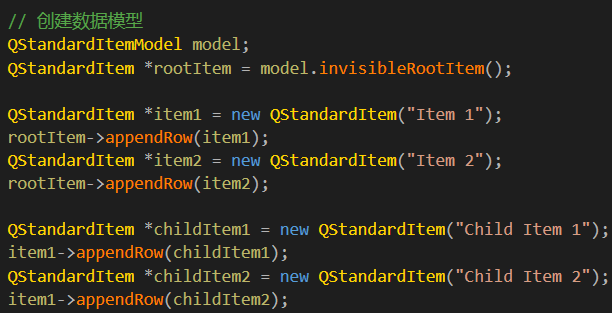 // 创建数据模型
QStandardItemModel model;
QStandardItem *rootItem = model.invisibleRootItem();
QStandardItem *item1 = new QStandardItem("Item 1");
rootItem->appendRow(item1);
QStandardItem *item2 = new QStandardItem("Item 2");
rootItem->appendRow(item2);
QStandardItem *childItem1 = new QStandardItem("Child Item 1");
item1->appendRow(childItem1);
QStandardItem *childItem2 = new QStandardItem("Child Item 2");
item1->appendRow(childItem2);